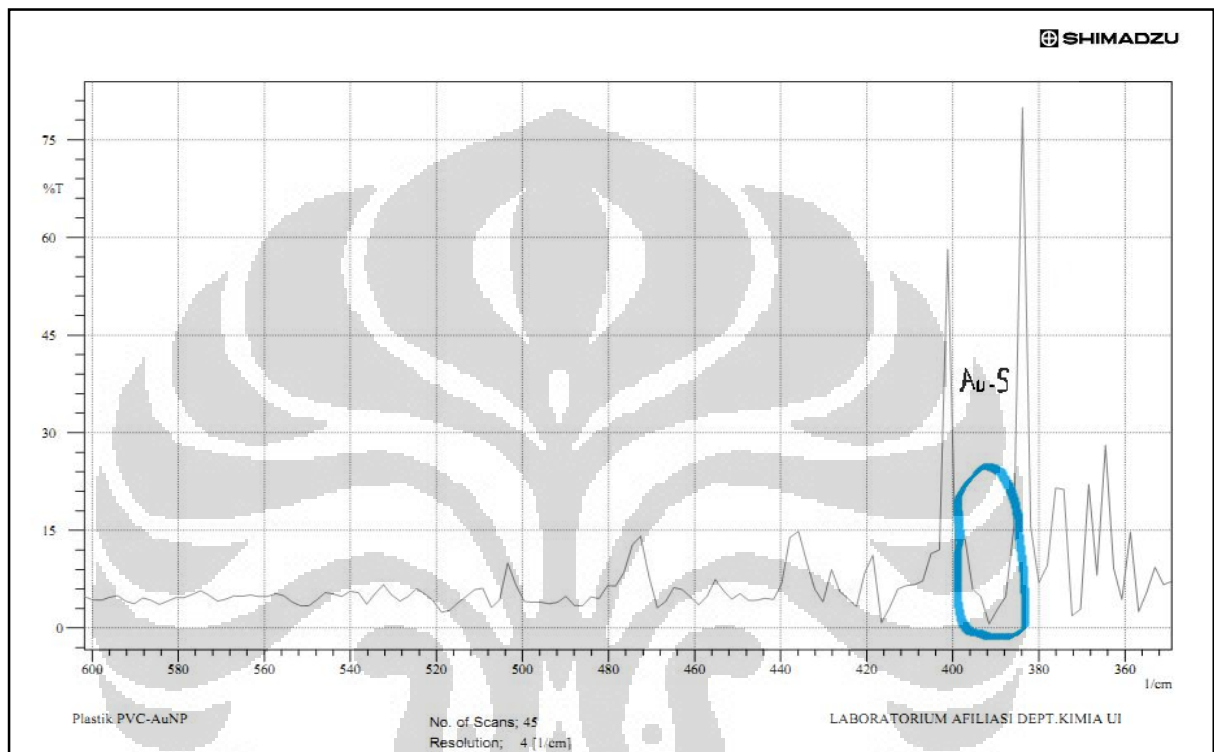 SHIMADZU
75
%T
60
45
Au-S
30
15
0
600 580 560 540 520 500 480 460 440 420 400 380 360
1/cm
Plastik PVC-AuNP
No. of Scans; 45
LABORATORIUM AFILIASI DEPT.KIMIA UI
Resolution; 4 [1/cm]